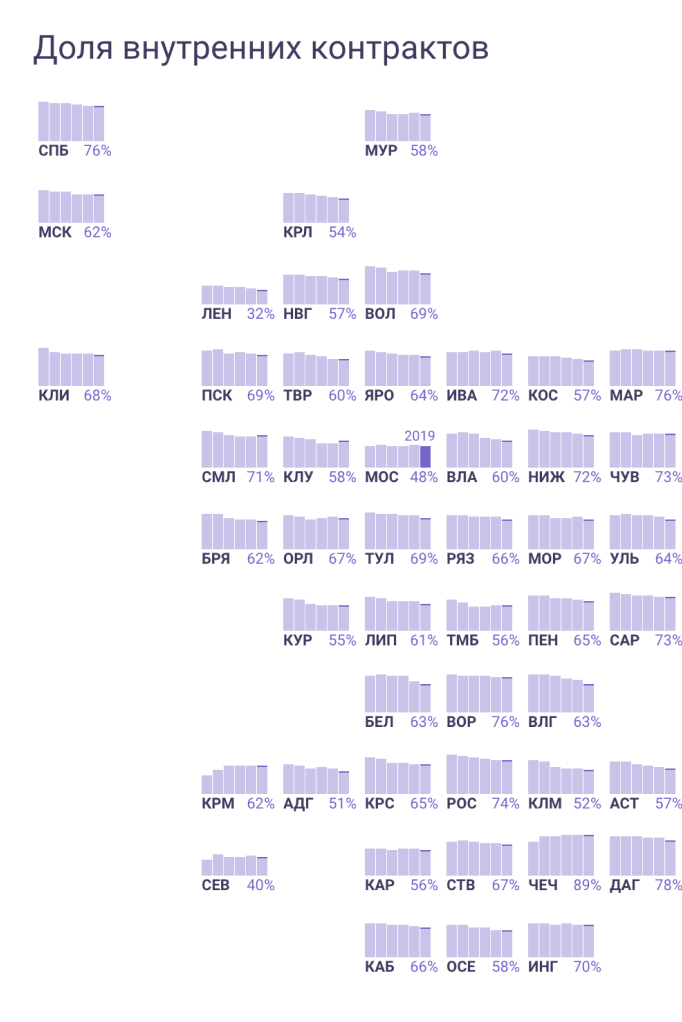 Доля внутренних контрактов
СПБ 76% МУР 58%
МСК 62% КРЛ 54%
ЛЕН 32% НВГ 57% ВОЛ 69%
КЛИ 68% ПСК 69% ТВР 60% ЯРО 64% ИВА 72% КОС 57% МАР 76%
2019
СМЛ 71% КЛУ 58% МОС 48% ВЛА 60% НИЖ 72% ЧУВ 73%
БРЯ 62% ОРЛ 67% ТУЛ 69% РЯЗ 66% МОР 67% УЛЬ 64%
КУР 55% ЛИП 61% ТМБ 56% ПЕН 65% САР 73%
БЕЛ 63% ВОР 76% ВЛГ 63%
КРМ 62% АДГ 51% КРС 65% РОС 74% КЛМ 52% АСТ 57%
СЕВ 40% КАР 56% СТВ 67% ЧЕЧ 89% ДАГ 78%
КАБ 66% ОСЕ 58% ИНГ 70%